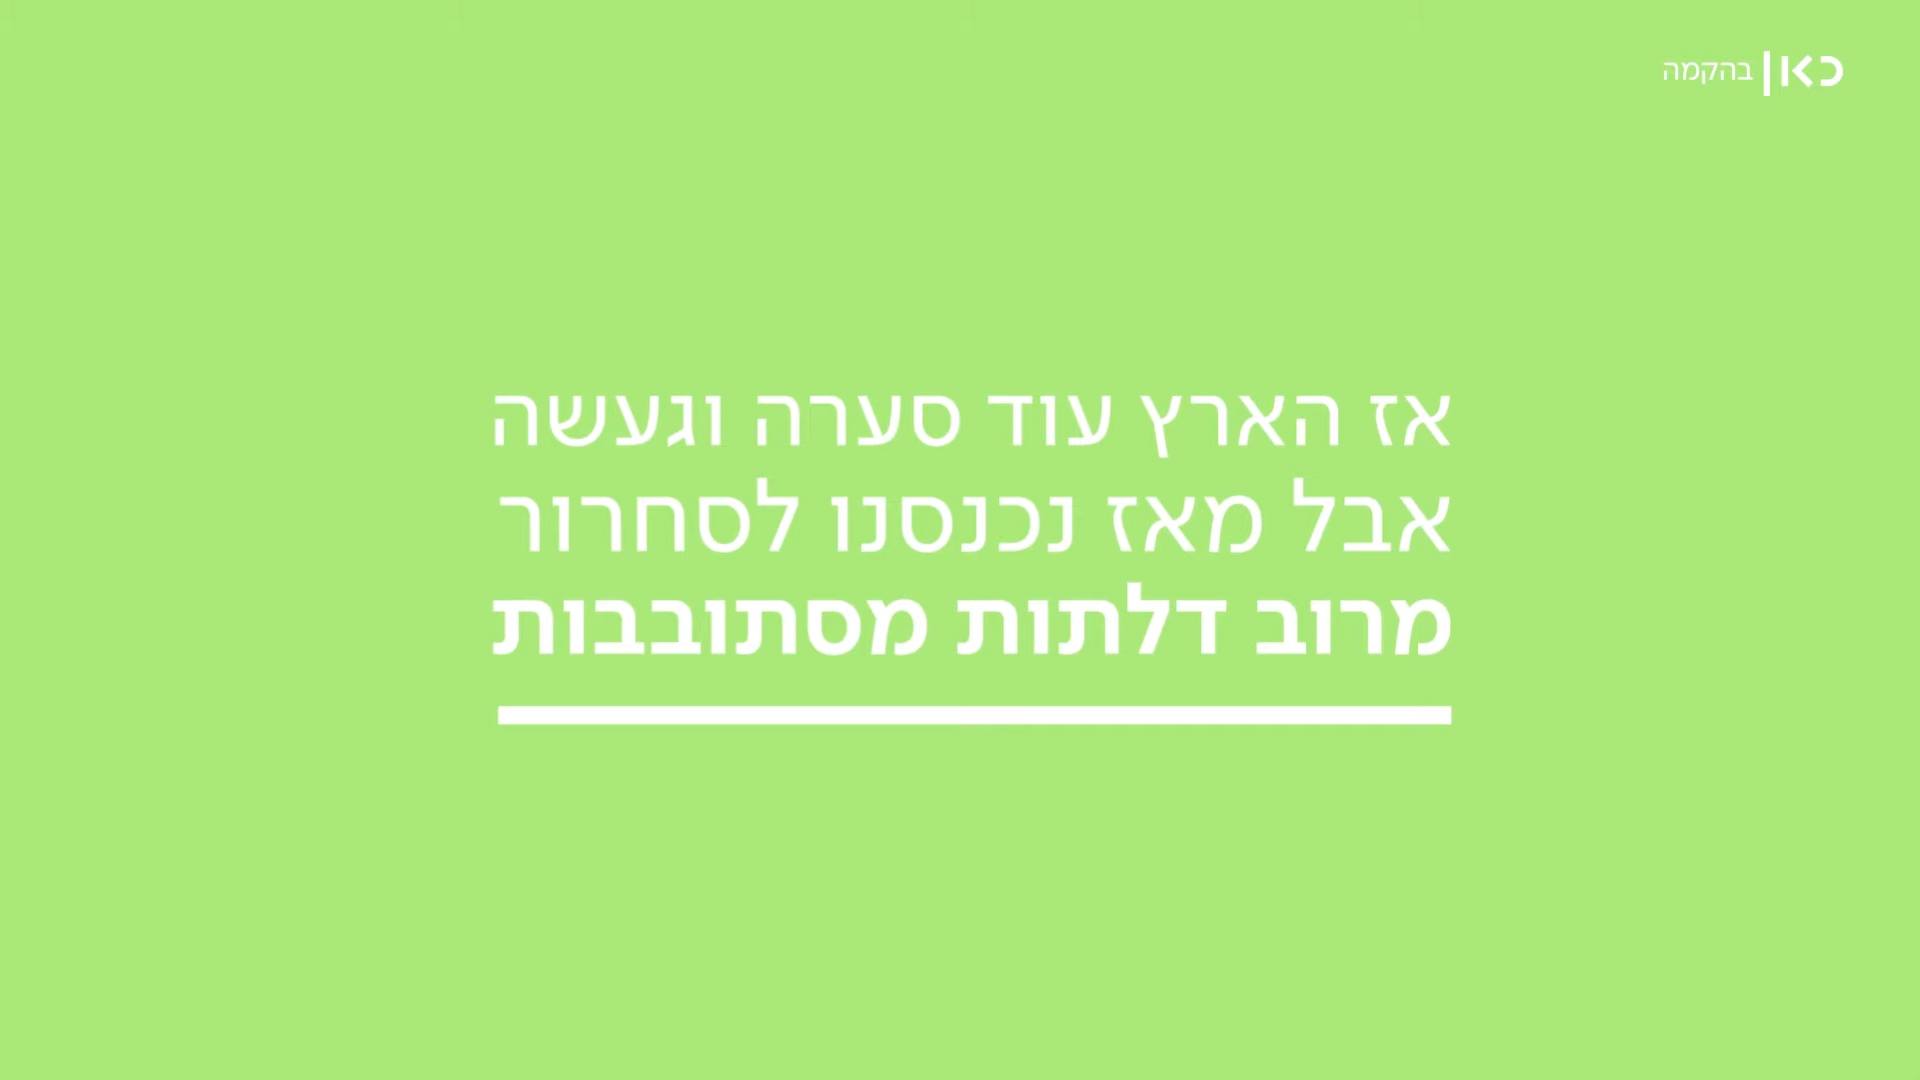 כאן | בהקמה
אז הארץ עוד סערה וגעשה
אבל מאז נכנסנו לסחרור
מרוב דלתות מסתובבות